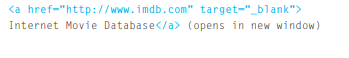 <a href="http://www.imdb.com" target="_blank">
Internet Movie Database</a> (opens in new window)